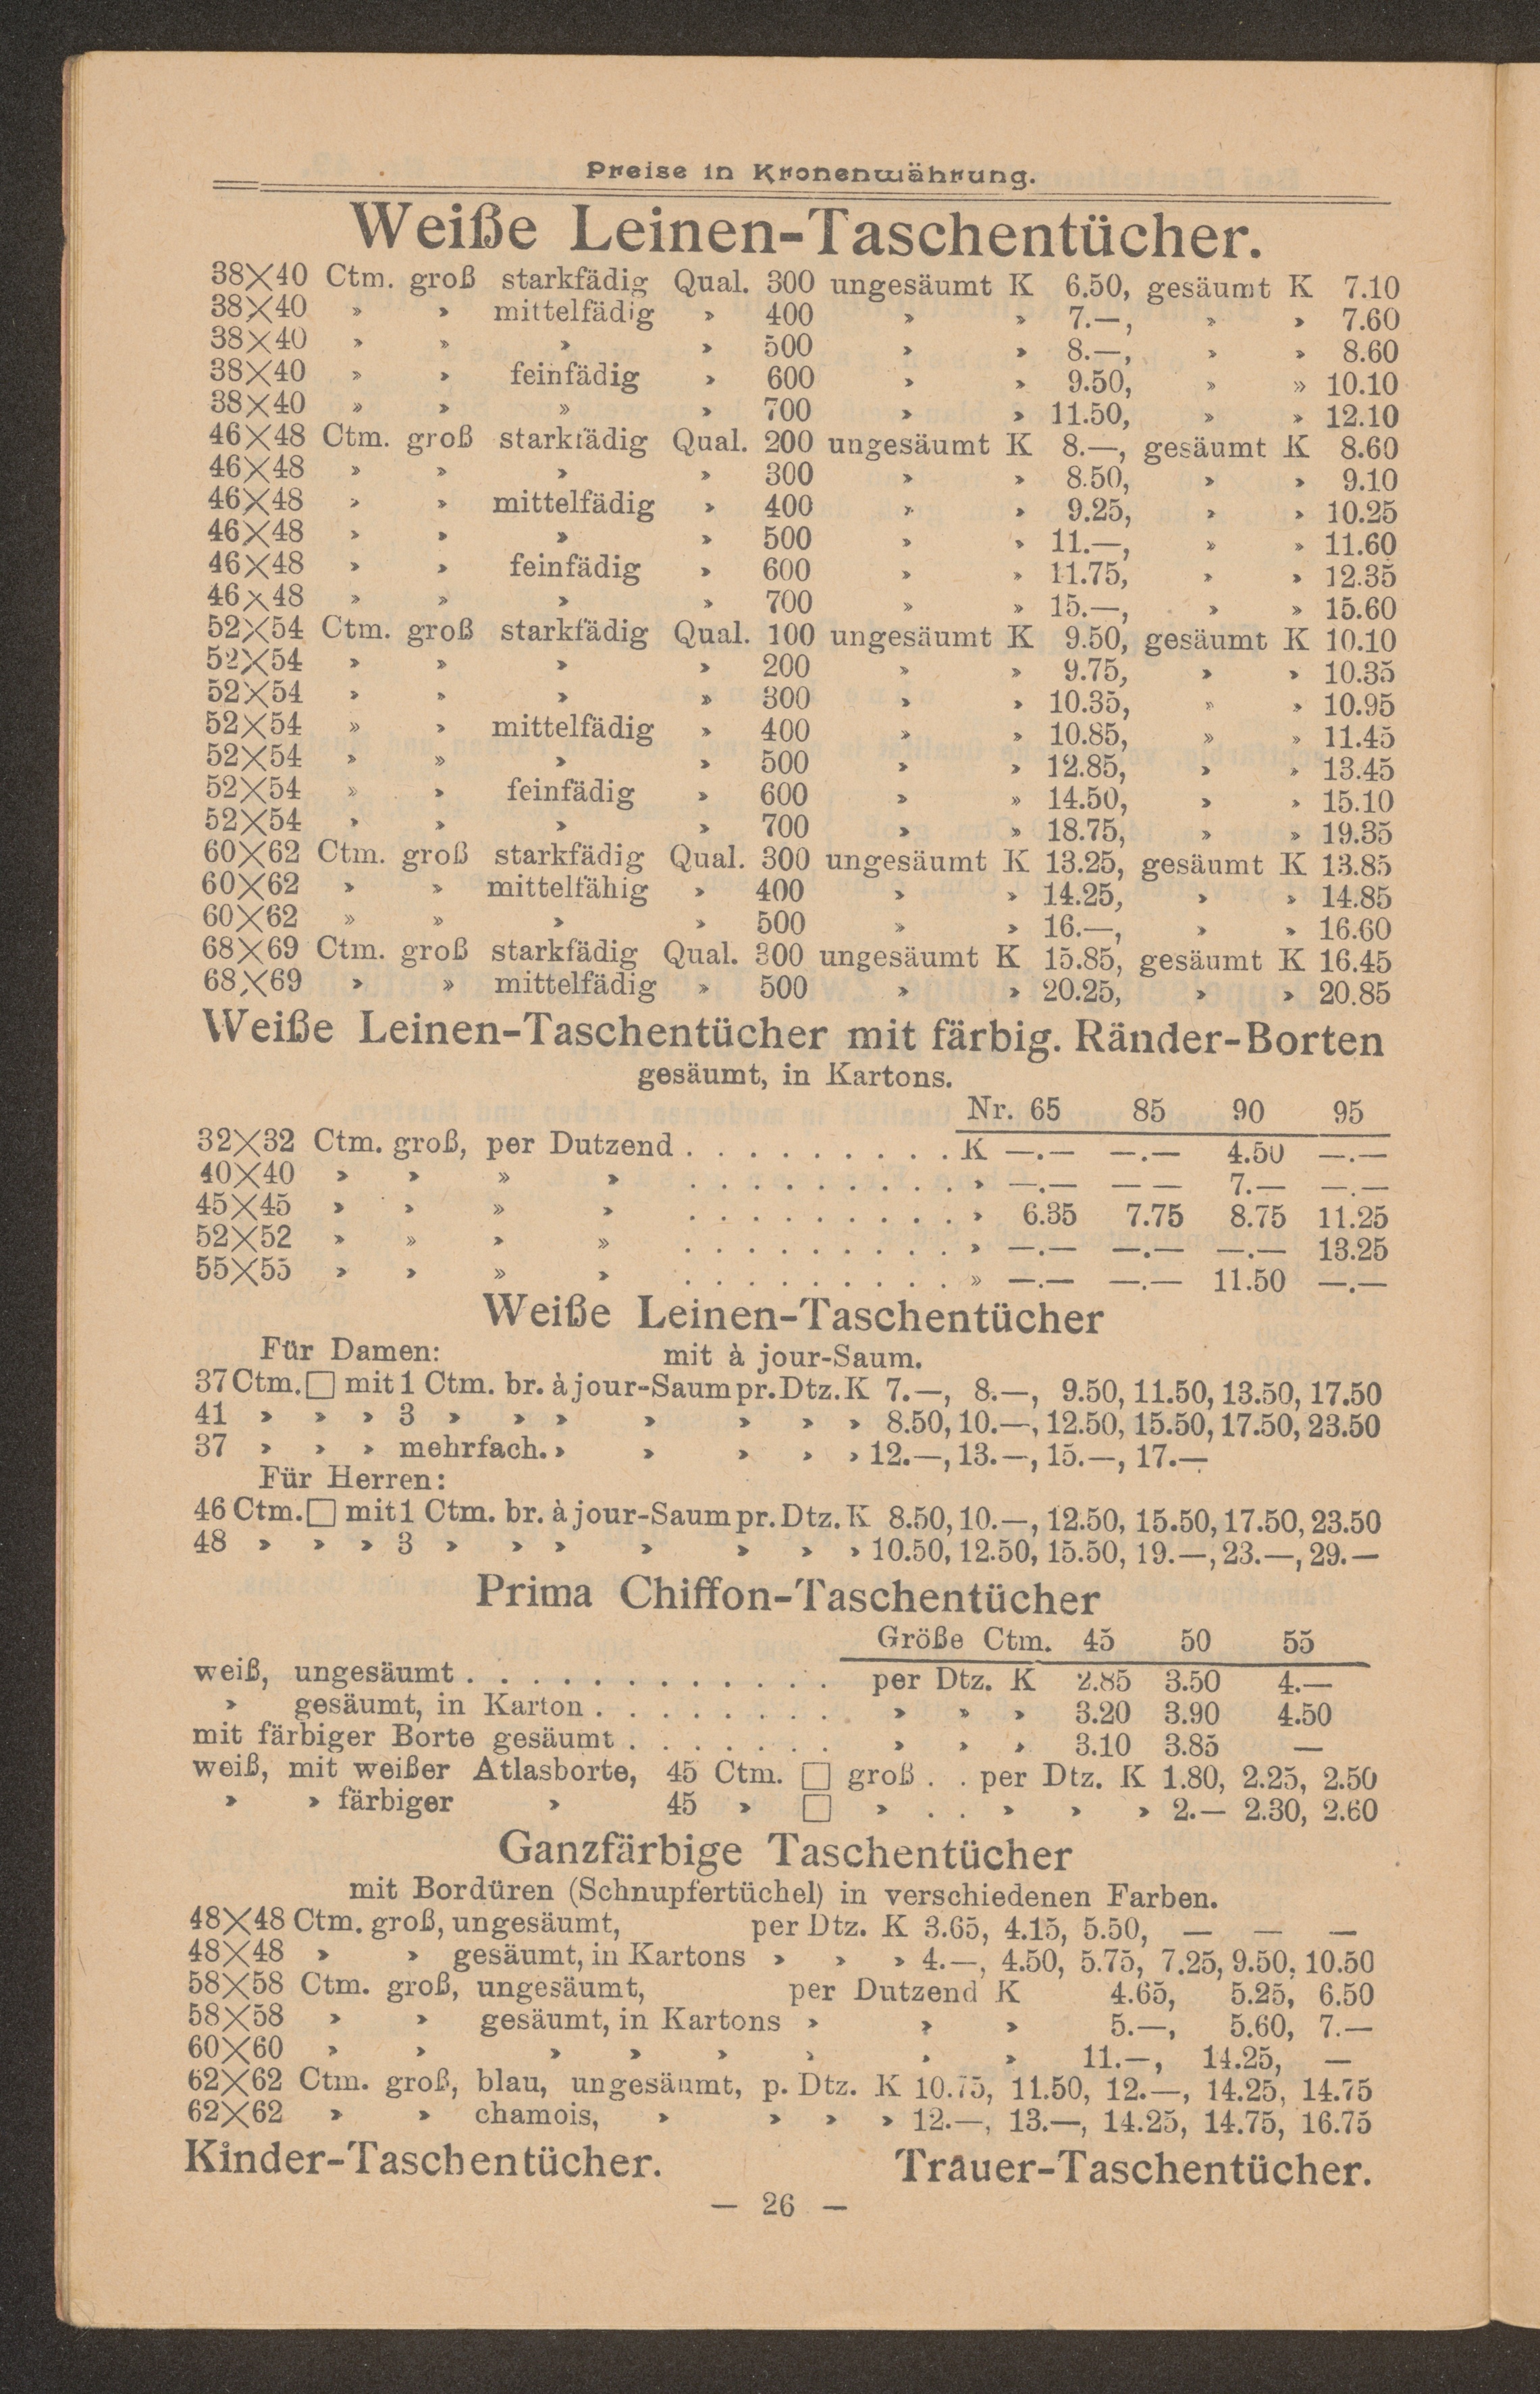 Preise in Kronenwährung.
Weiße Leinen-Taschentücher.
38×40 Ctm. groß starkfädig Qual. 300 ungesäumt K 6.50, gesäumt K 7.10
38×40 » » mittelfädig » 400 » » 7.—, » » 7.60
38×40 » » » » 500 » » 8.—, » » 8.60
38×40 » » feinfädig » 600 » » 9.50, » » 10.10
38×40 » » » » 700 » » 11.50, » » 12.10
46×48 Ctm. groß starkfädig Qual. 200 ungesäumt K 8.—, gesäumt K 8.60
46×48 » » » » 300 » » 8.50, » » 9.10
46×48 » » mittelfädig » 400 » » 9.25, » » 10.25
46×48 » » » » 500 » » 11.—, » » 11.60
46×48 » » feinfädig » 600 » » 11.75, » » 12.35
46×48 » » » » 700 » » 15.—, » » 15.60
52×54 Ctm. groß starkfädig Qual. 100 ungesäumt K 9.50, gesäumt K 10.10
52×54 » » » » 200 » » 9.75, » » 10.35
52×54 » » » » 300 » » 10.35, » » 10.95
52×54 » » mittelfädig » 400 » » 10.85, » » 11.45
52×54 » » » » 500 » » 12.85, » » 13.45
52×54 » » feinfädig » 600 » » 14.50, » » 15.10
52×54 » » » » 700 » » 18.75, » » 19.35
60×62 Ctm. groß starkfädig Qual. 300 ungesäumt K 13.25, gesäumt K 13.85
60×62 » » mittelfähig » 400 » » 14.25, » » 14.85
60×62 » » » » 500 » » 16.—, » » 16.60
68×69 Ctm. groß starkfädig Qual. 300 ungesäumt K 15.85, gesäumt K 16.45
68×69 » » mittelfädig » 500 » » 20.25, » » 20.85
Weiße Leinen-Taschentücher mit färbig. Ränder-Borten
gesäumt, in Kartons.
Nr. 65 85 90 95
32×32 Ctm. groß, per Dutzend . . . . . . . . . K —.— —.— 4.50 —.—
40×40 » » » » . . . . . . . . . » —.— — — 7.— —.—
45×45 » » » » . . . . . . . . . » 6.35 7.75 8.75 11.25
52×52 » » » » . . . . . . . . . » —.— —.— —.— 13.25
55×55 » » » » . . . . . . . . . » —.— —.— 11.50 —.—
Weiße Leinen-Taschentücher
Für Damen: mit à jour-Saum.
37 Ctm. □ mit 1 Ctm. br. à jour-Saum pr. Dtz. K 7.—, 8.—, 9.50, 11.50, 13.50, 17.50
41 » » » 3 » » » » » » » 8.50, 10.—, 12.50, 15.50, 17.50, 23.50
37 » » » mehrfach. » » » » » 12.—, 13.—, 15.—, 17.—
Für Herren:
46 Ctm. □ mit 1 Ctm. br. à jour-Saum pr. Dtz. K 8.50, 10.—, 12.50, 15.50, 17.50, 23.50
48 » » » 3 » » » » » » » 10.50, 12.50, 15.50, 19.—, 23.—, 29.—
Prima Chiffon-Taschentücher
Größe Ctm. 45 50 55
weiß, ungesäumt . . . . . . . . . . . . . per Dtz. K 2.85 3.50 4.—
» gesäumt, in Karton . . . . . . . . . » » » 3.20 3.90 4.50
mit färbiger Borte gesäumt . . . . . . . » » » 3.10 3.85 —
weiß, mit weißer Atlasborte, 45 Ctm. □ groß . . per Dtz. K 1.80, 2.25, 2.50
» » färbiger » 45 » □ » . . » » » 2.— 2.30, 2.60
Ganzfärbige Taschentücher
mit Bordüren (Schnupfertüchel) in verschiedenen Farben.
48×48 Ctm. groß, ungesäumt, per Dtz. K 3.65, 4.15, 5.50, — — —
48×48 » » gesäumt, in Kartons » » » 4.—, 4.50, 5.75, 7.25, 9.50, 10.50
58×58 Ctm. groß, ungesäumt, per Dutzend K 4.65, 5.25, 6.50
58×58 » » gesäumt, in Kartons » » » 5.—, 5.60, 7.—
60×60 » » » » » » » » 11.—, 14.25, —
62×62 Ctm. groß, blau, ungesäumt, p. Dtz. K 10.75, 11.50, 12.—, 14.25, 14.75
62×62 » » chamois, » » » » 12.—, 13.—, 14.25, 14.75, 16.75
Kinder-Taschentücher. Trauer-Taschentücher.
— 26 —